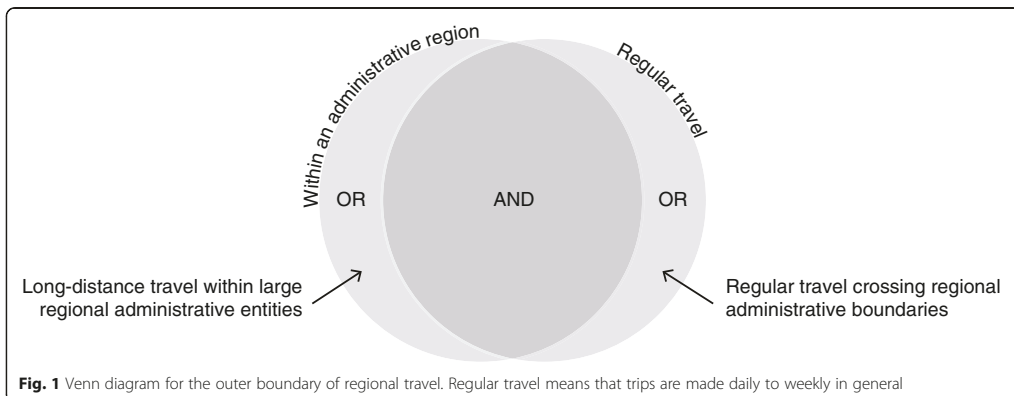 Within an administrative region
Regular travel
OR
AND
OR
Long-distance travel within large
regional administrative entities
Regular travel crossing regional
administrative boundaries
Fig. 1 Venn diagram for the outer boundary of regional travel. Regular travel means that trips are made daily to weekly in general